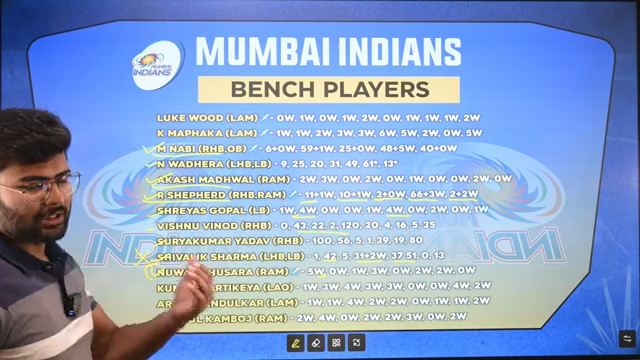 MUMBAI INDIANS
MUMBAI
INDIANS
BENCH PLAYERS
LUKE WOOD (LAM) - 0W, 1W, 0W, 1W, 2W, 0W, 1W, 1W, 1W, 2W
K MAPHAKA (LAM) - 1W, 1W, 2W, 3W, 3W, 6W, 5W, 2W, 0W, 5W
M NABI (RHB,OB) - 6+0W, 59+1W, 25+0W, 48+5W, 40+0W
N WADHERA (LHB,LB) - 9, 25, 20, 31, 49, 61*, 13*
AKASH MADHWAL (RAM) - 2W, 3W, 0W, 2W, 0W, 1W, 0W, 0W, 2W, 0W
R SHEPHERD (RHB,RAM) - 11+1W, 10+1W, 3+0W, 66+3W, 2+2W
SHREYAS GOPAL (LB) - 1W, 4W, 0W, 0W, 1W, 4W, 0W, 2W, 0W, 1W
VISHNU VINOD (RHB) - 0, 43, 22, 2, 120, 20, 4, 16, 5, 35
SURYAKUMAR YADAV (RHB) - 100, 56, 5, 1, 39, 19, 80
SHIVALIK SHARMA (LHB,LB) - 1, 42, 5, 31+2W, 37, 51, 0, 13
(RAM) - 5W, 0W, 1W, 3W, 0W, 2W, 2W, 0W
(LAO) - 1W, 3W, 4W, 3W, 3W, 0W, 0W, 4W, 2W
(LAM) - 1W, 1W, 4W, 2W, 2W, 0W, 1W, 0W
KAMBOJ (RAM) - 2W, 4W, 0W, 2W, 2W, 3W, 0W, 2W